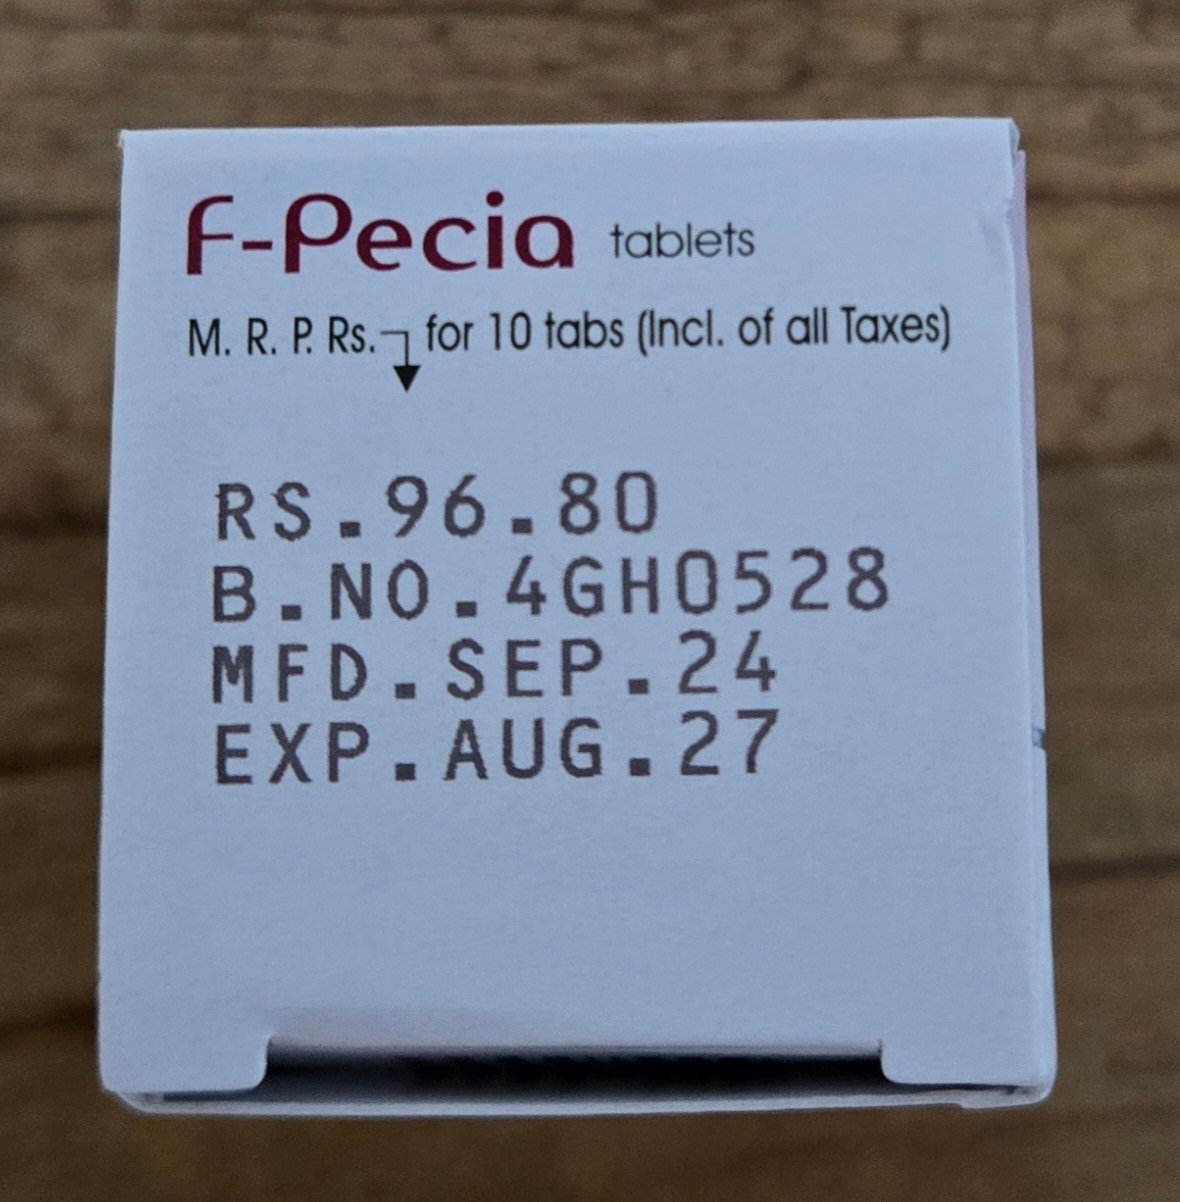 F-Pecia tablets
M. R. P. Rs. for 10 tabs (Incl. of all Taxes)
RS.96.80
B.NO.4GH0528
MFD.SEP.24
EXP.AUG.27